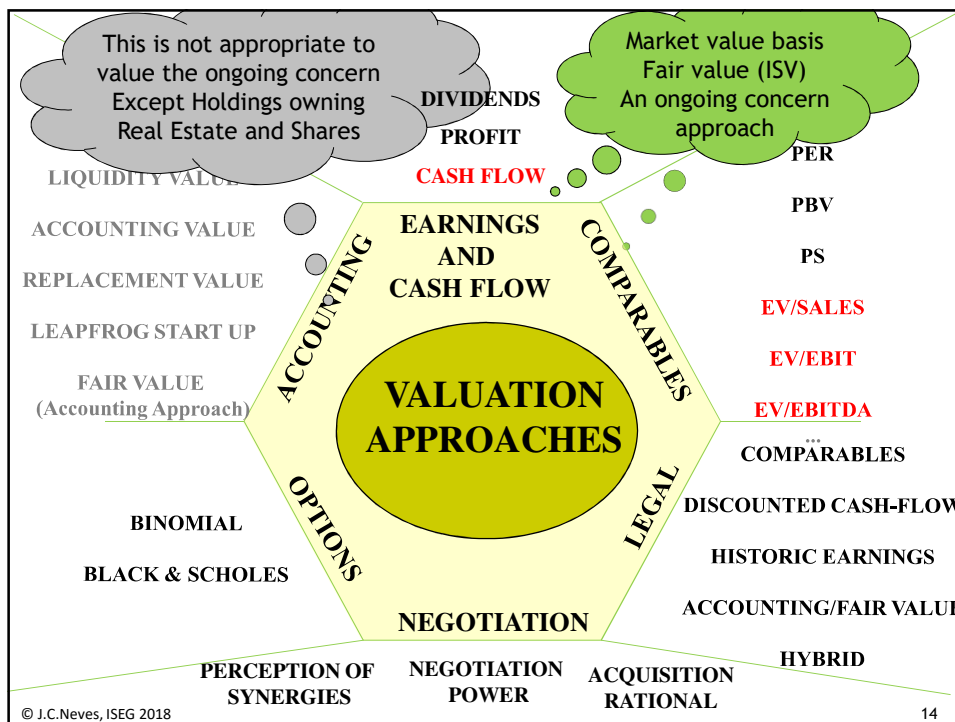 This is not appropriate to
value the ongoing concern
Except Holdings owning
Real Estate and Shares
Market value basis
Fair value (ISV)
An ongoing concern
approach
DIVIDENDS
PROFIT
CASH FLOW
LIQUIDITY VALUE
ACCOUNTING VALUE
REPLACEMENT VALUE
LEAPFROG START UP
FAIR VALUE
(Accounting Approach)
PER
PBV
PS
EV/SALES
EV/EBIT
EV/EBITDA
...
ACCOUNTING
EARNINGS
AND
CASH FLOW
COMPARABLES
VALUATION
APPROACHES
OPTIONS
LEGAL
NEGOTIATION
BINOMIAL
BLACK & SCHOLES
COMPARABLES
DISCOUNTED CASH-FLOW
HISTORIC EARNINGS
ACCOUNTING/FAIR VALUE
HYBRID
PERCEPTION OF
SYNERGIES
NEGOTIATION
POWER
ACQUISITION
RATIONAL
© J.C.Neves, ISEG 2018
14